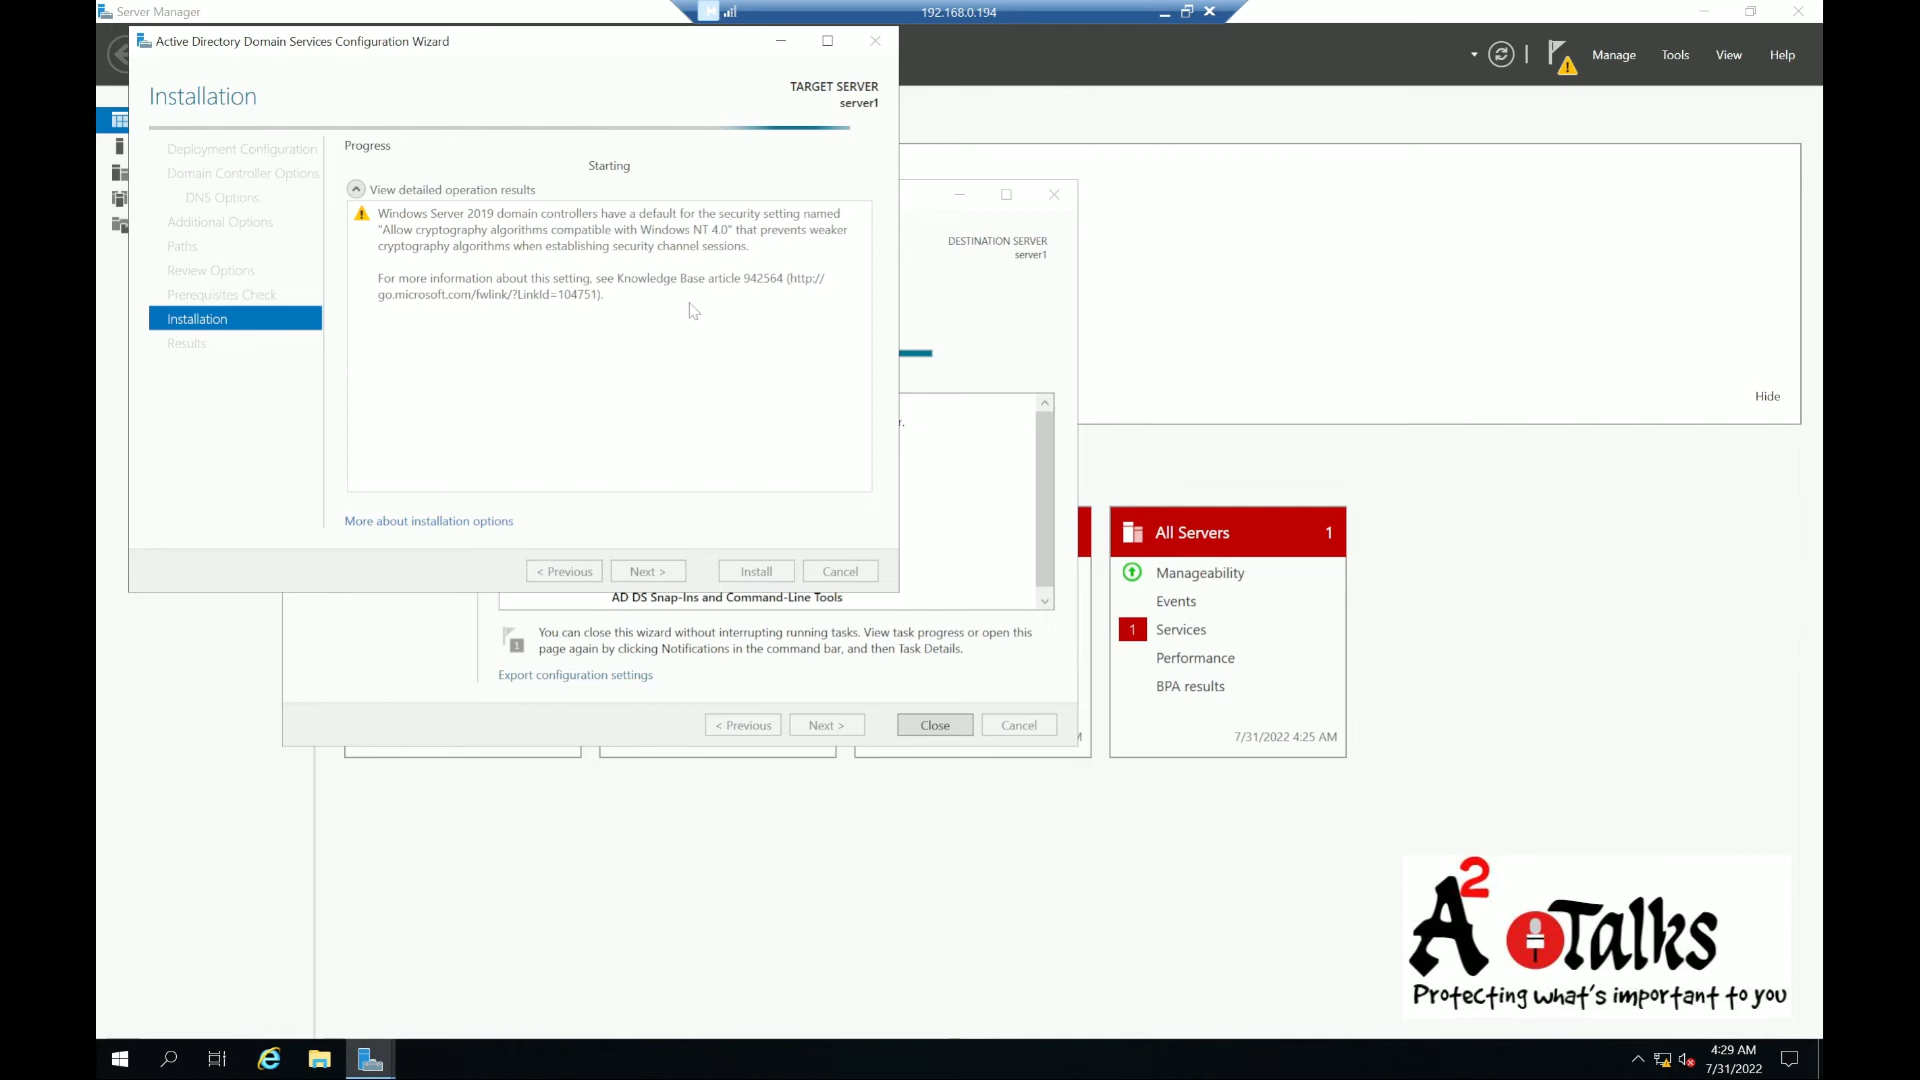 Server Manager
192.168.0.194
Active Directory Domain Services Configuration Wizard
Manage
Tools
View
Help
Installation
TARGET SERVER
server1
Deployment Configuration
Domain Controller Options
DNS Options
Additional Options
Paths
Review Options
Prerequisites Check
Installation
Results
Progress
Starting
View detailed operation results
Windows Server 2019 domain controllers have a default for the security setting named
"Allow cryptography algorithms compatible with Windows NT 4.0" that prevents weaker
cryptography algorithms when establishing security channel sessions.
For more information about this setting, see Knowledge Base article 942564 (http://
go.microsoft.com/fwlink/?LinkId=104751).
More about installation options
< Previous
Next >
Install
Cancel
DESTINATION SERVER
server1
r.
AD DS Snap-Ins and Command-Line Tools
1
You can close this wizard without interrupting running tasks. View task progress or open this
page again by clicking Notifications in the command bar, and then Task Details.
Export configuration settings
< Previous
Next >
Close
Cancel
Hide
All Servers 1
Manageability
Events
1 Services
Performance
BPA results
7/31/2022 4:25 AM
A2 Talks
Protecting what's important to you
4:29 AM
7/31/2022